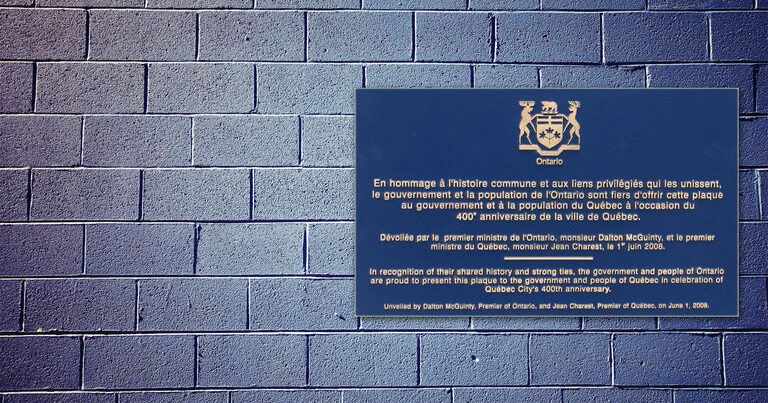 Ontario
En hommage à l'histoire commune et aux liens privilégiés qui les unissent,
le gouvernement et la population de l'Ontario sont fiers d'offrir cette plaque
au gouvernement et à la population du Québec à l'occasion du
400e anniversaire de la ville de Québec.
Dévoilée par le premier ministre de l'Ontario, monsieur Dalton McGuinty, et le premier
ministre du Québec, monsieur Jean Charest, le 1er juin 2008.
In recognition of their shared history and strong ties, the government and people of Ontario
are proud to present this plaque to the government and people of Québec in celebration of
Québec City's 400th anniversary.
Unveiled by Dalton McGuinty, Premier of Ontario, and Jean Charest, Premier of Québec, on June 1, 2008.